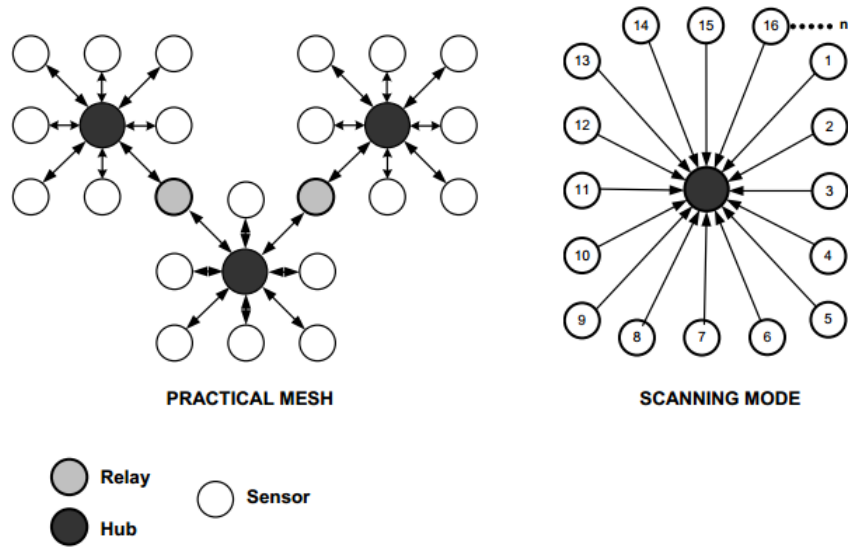 14
15
16
n
13
1
12
2
11
3
10
4
9
5
8
7
6
PRACTICAL MESH
SCANNING MODE
Relay
Sensor
Hub